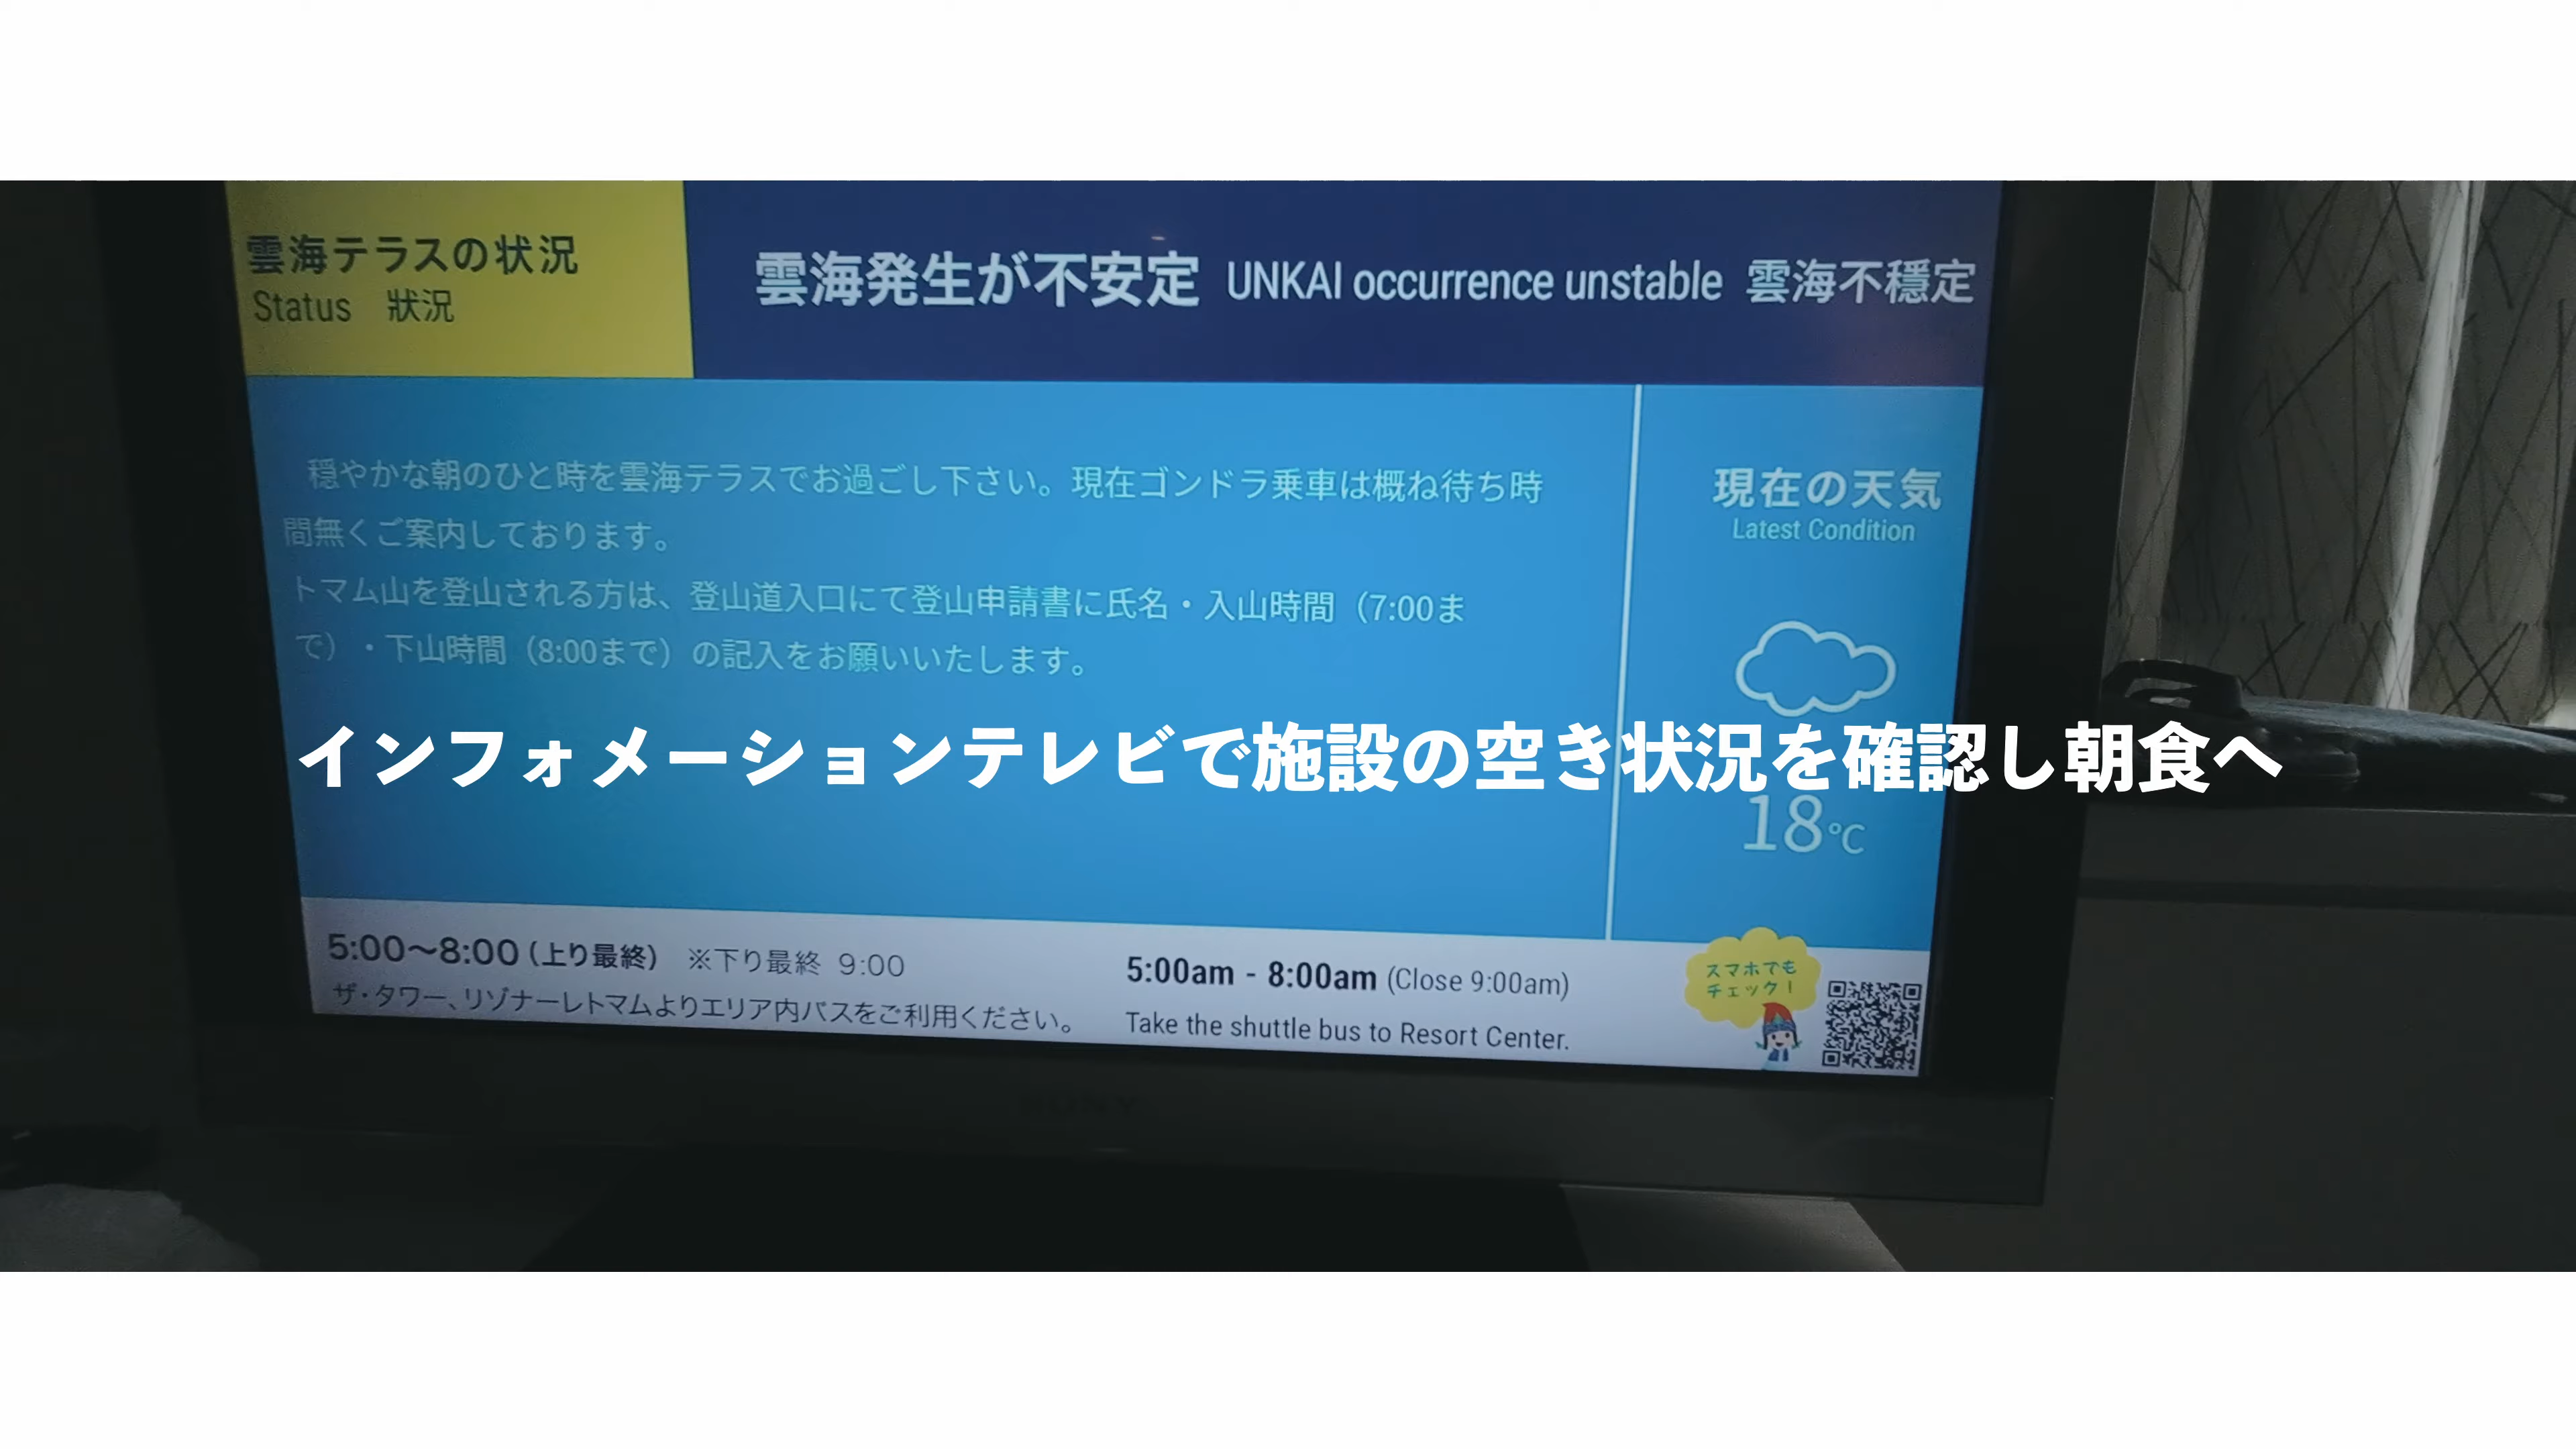 雲海テラスの状況
Status 狀況
雲海発生が不安定 UNKAI occurrence unstable 雲海不穩定
穏やかな朝のひと時を雲海テラスでお過ごし下さい。現在ゴンドラ乗車は概ね待ち時
間無くご案内しております。
トマム山を登山される方は、登山道入口にて登山申請書に氏名・入山時間（7:00ま
で）・下山時間（8:00まで）の記入をお願いいたします。
現在の天気
Latest Condition
インフォメーションテレビで施設の空き状況を確認し朝食へ
18℃
5:00～8:00（上り最終） ※下り最終 9:00
ザ・タワー、リゾナーレトマムよりエリア内バスをご利用ください。
5:00am - 8:00am (Close 9:00am)
Take the shuttle bus to Resort Center.
スマホでも
チェック！
SONY